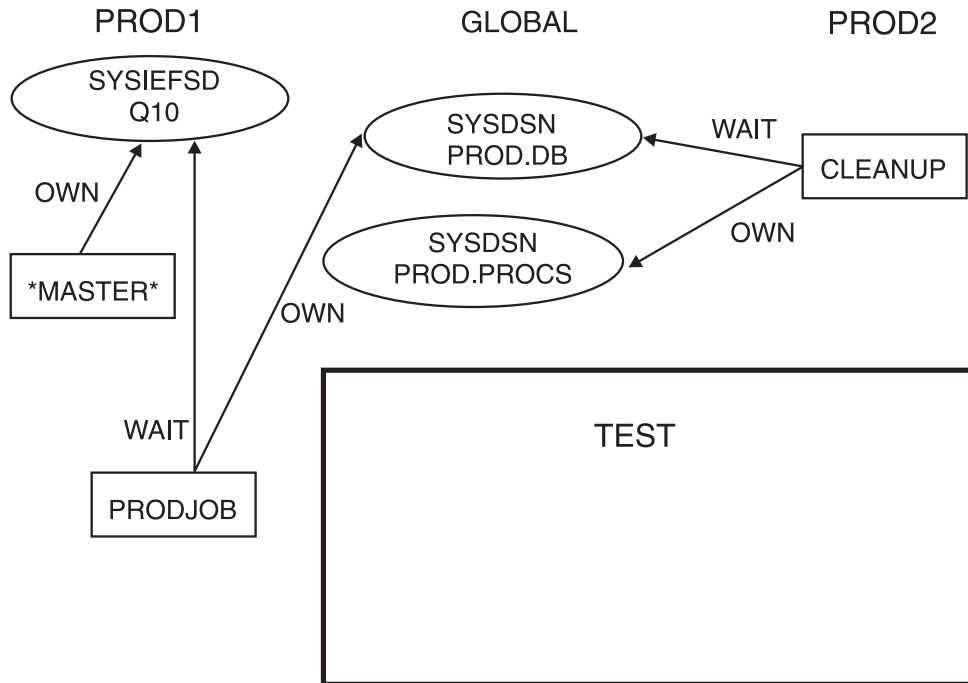 PROD1
GLOBAL
PROD2
SYSIEFSD
Q10
SYSDSN
PROD.DB
WAIT
CLEANUP
OWN
OWN
SYSDSN
PROD.PROCS
*MASTER*
OWN
WAIT
TEST
PRODJOB